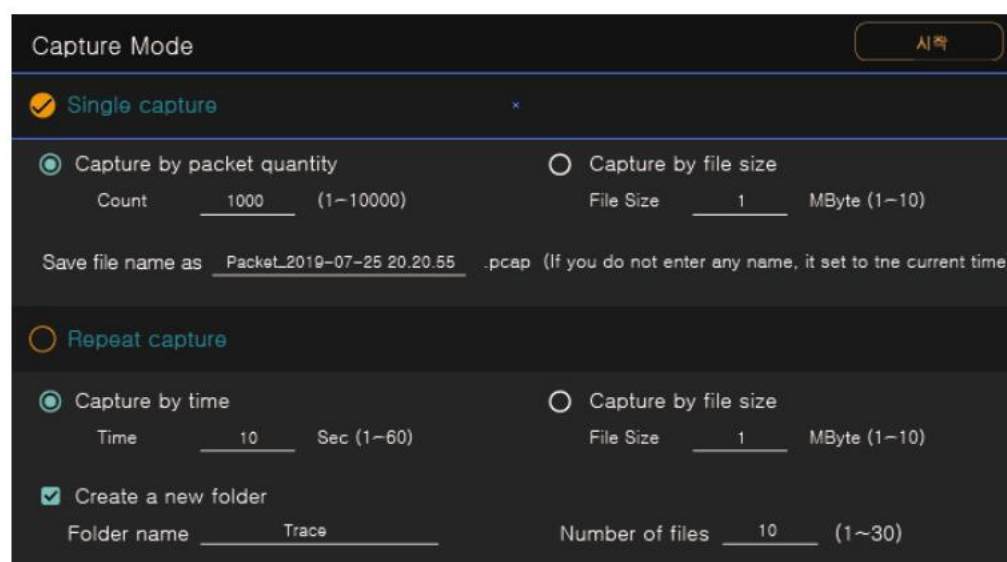 Capture Mode 시작
Single capture
Capture by packet quantity Capture by file size
Count 1000 (1~10000) File Size 1 MByte (1~10)
Save file name as Packet_2019-07-25 20.20.55 .pcap (If you do not enter any name, it set to tne current time
Repeat capture
Capture by time Capture by file size
Time 10 Sec (1~60) File Size 1 MByte (1~10)
Create a new folder
Folder name Trace Number of files 10 (1~30)